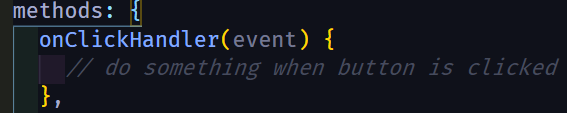 methods: {
onClickHandler(event) {
// do something when button is clicked
},